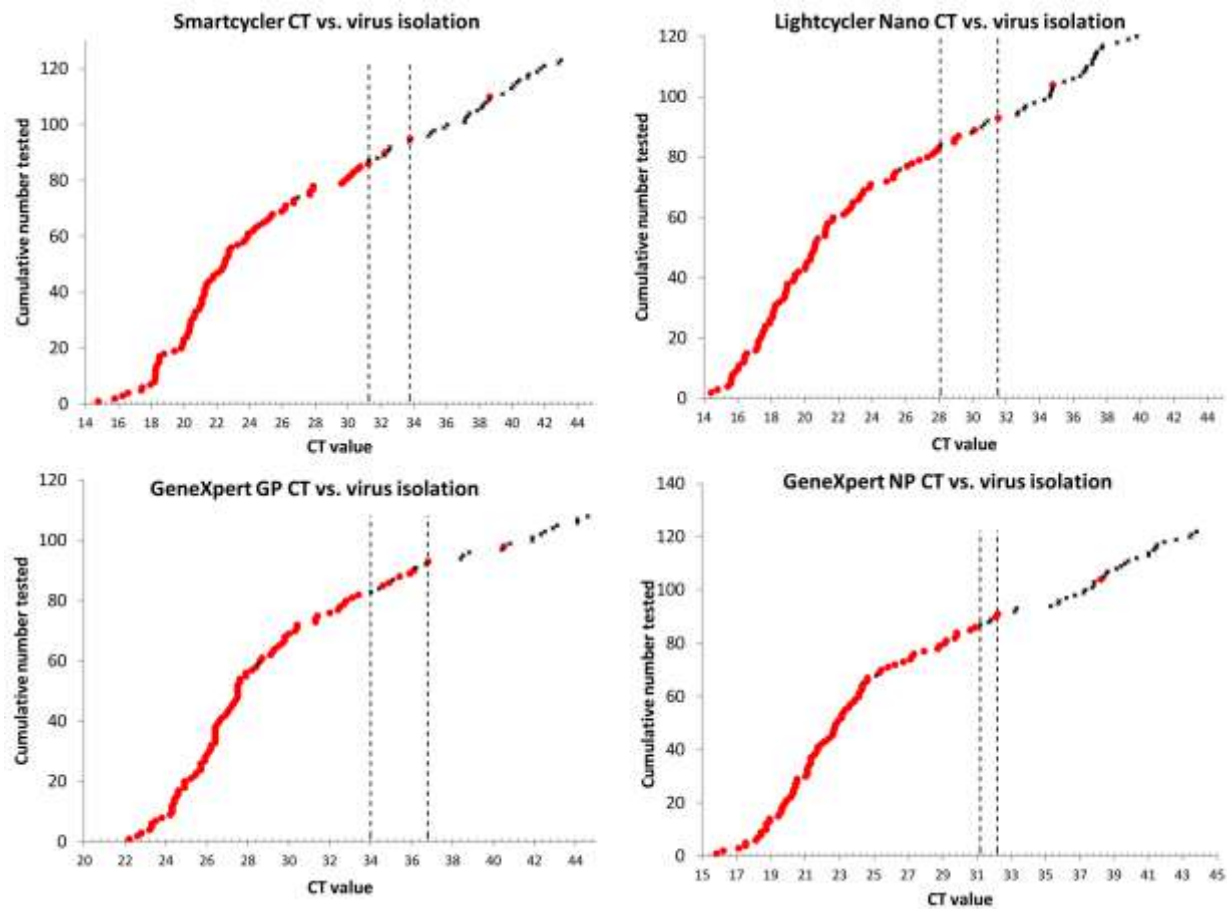 Smartcycler CT vs. virus isolation
Cumulative number tested
120
100
80
60
40
20
0
14 16 18 20 22 24 26 28 30 32 34 36 38 40 42 44
CT value
Lightcycler Nano CT vs. virus isolation
Cumulative number tested
120
100
80
60
40
20
0
14 16 18 20 22 24 26 28 30 32 34 36 38 40 42 44
CT value
GeneXpert GP CT vs. virus isolation
Cumulative number tested
120
100
80
60
40
20
0
20 22 24 26 28 30 32 34 36 38 40 42 44
CT value
GeneXpert NP CT vs. virus isolation
Cumulative number tested
140
120
100
80
60
40
20
0
15 17 19 21 23 25 27 29 31 33 35 37 39 41 43 45
CT value